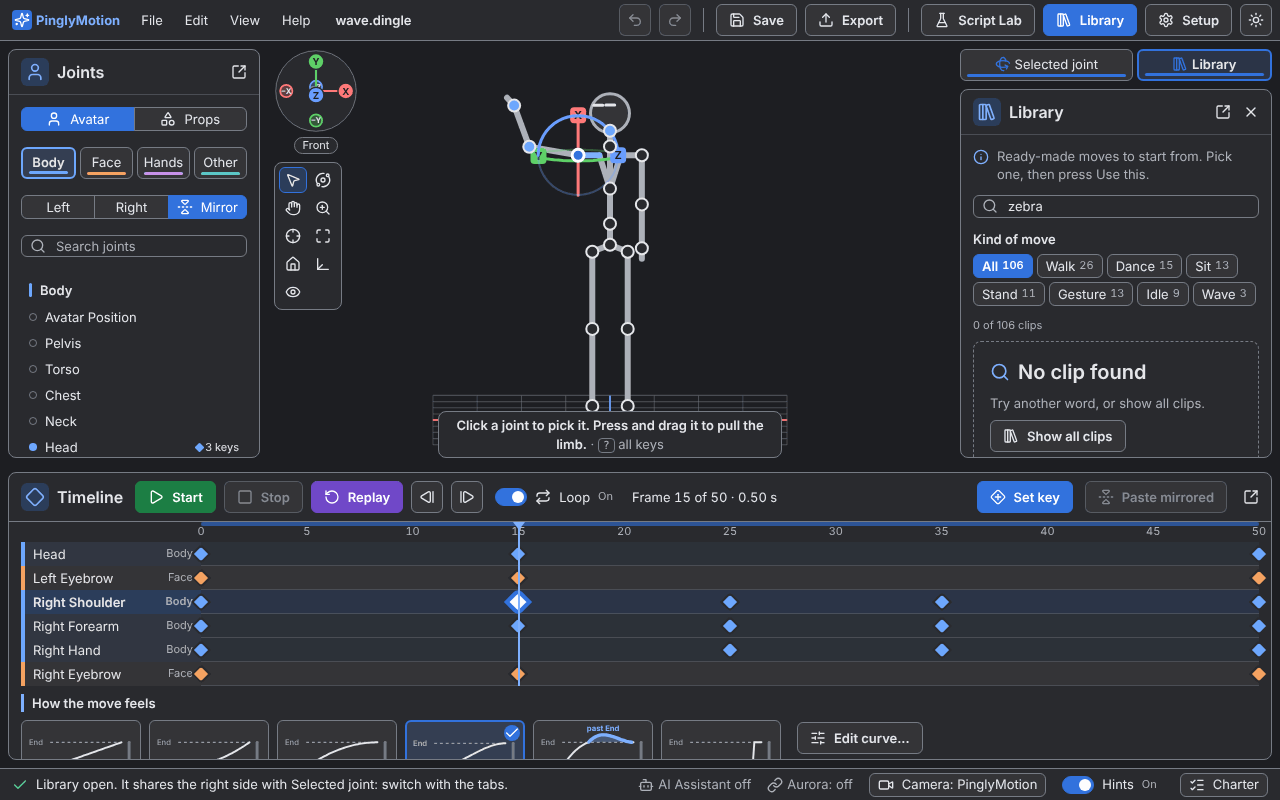 PinglyMotion File Edit View Help wave.dingle Save Export Script Lab Library Setup
Joints
Avatar Props
Body Face Hands Other
Left Right Mirror
Search joints
Body
Avatar Position
Pelvis
Torso
Chest
Neck
Head 3 keys
Y
-X Z X
-Y
Front
Y
Z
Click a joint to pick it. Press and drag it to pull the
limb. · ? all keys
Selected joint Library
Library
Ready-made moves to start from. Pick
one, then press Use this.
zebra
Kind of move
All 106 Walk 26 Dance 15 Sit 13
Stand 11 Gesture 13 Idle 9 Wave 3
0 of 106 clips
No clip found
Try another word, or show all clips.
Show all clips
Timeline Start Stop Replay Loop On Frame 15 of 50 · 0.50 s Set key Paste mirrored
0 5 10 15 20 25 30 35 40 45 50
Head Body
Left Eyebrow Face
Right Shoulder Body
Right Forearm Body
Right Hand Body
Right Eyebrow Face
How the move feels
End End End End End past End End Edit curve...
Library open. It shares the right side with Selected joint: switch with the tabs. AI Assistant off Aurora: off Camera: PinglyMotion Hints On Charter